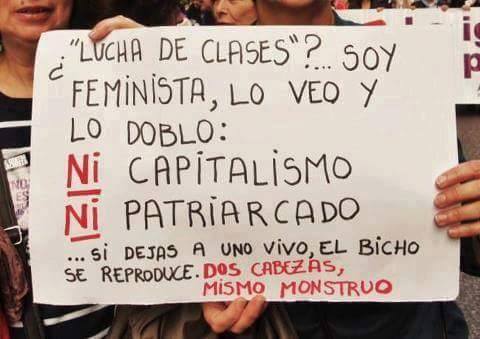 ¿"LUCHA DE CLASES"?... SOY
FEMINISTA, LO VEO Y
LO DOBLO:
Ni CAPITALISMO
Ni PATRIARCADO
...SI DEJAS A UNO VIVO, EL BICHO
SE REPRODUCE. DOS CABEZAS,
MISMO MONSTRUO